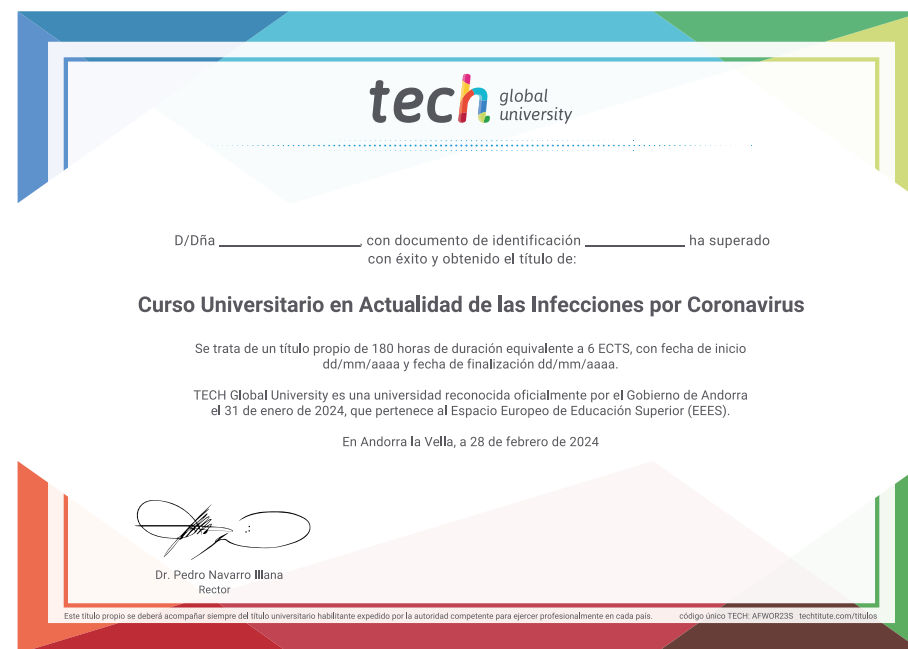 tech global university
D/Dña ________________, con documento de identificación ____________ ha superado
con éxito y obtenido el título de:
Curso Universitario en Actualidad de las Infecciones por Coronavirus
Se trata de un título propio de 180 horas de duración equivalente a 6 ECTS, con fecha de inicio
dd/mm/aaaa y fecha de finalización dd/mm/aaaa.
TECH Global University es una universidad reconocida oficialmente por el Gobierno de Andorra
el 31 de enero de 2024, que pertenece al Espacio Europeo de Educación Superior (EEES).
En Andorra la Vella, a 28 de febrero de 2024
Dr. Pedro Navarro Illana
Rector
Este título propio se deberá acompañar siempre del título universitario habilitante expedido por la autoridad competente para ejercer profesionalmente en cada país. código único TECH: AFWOR23S techtitute.com/titulos